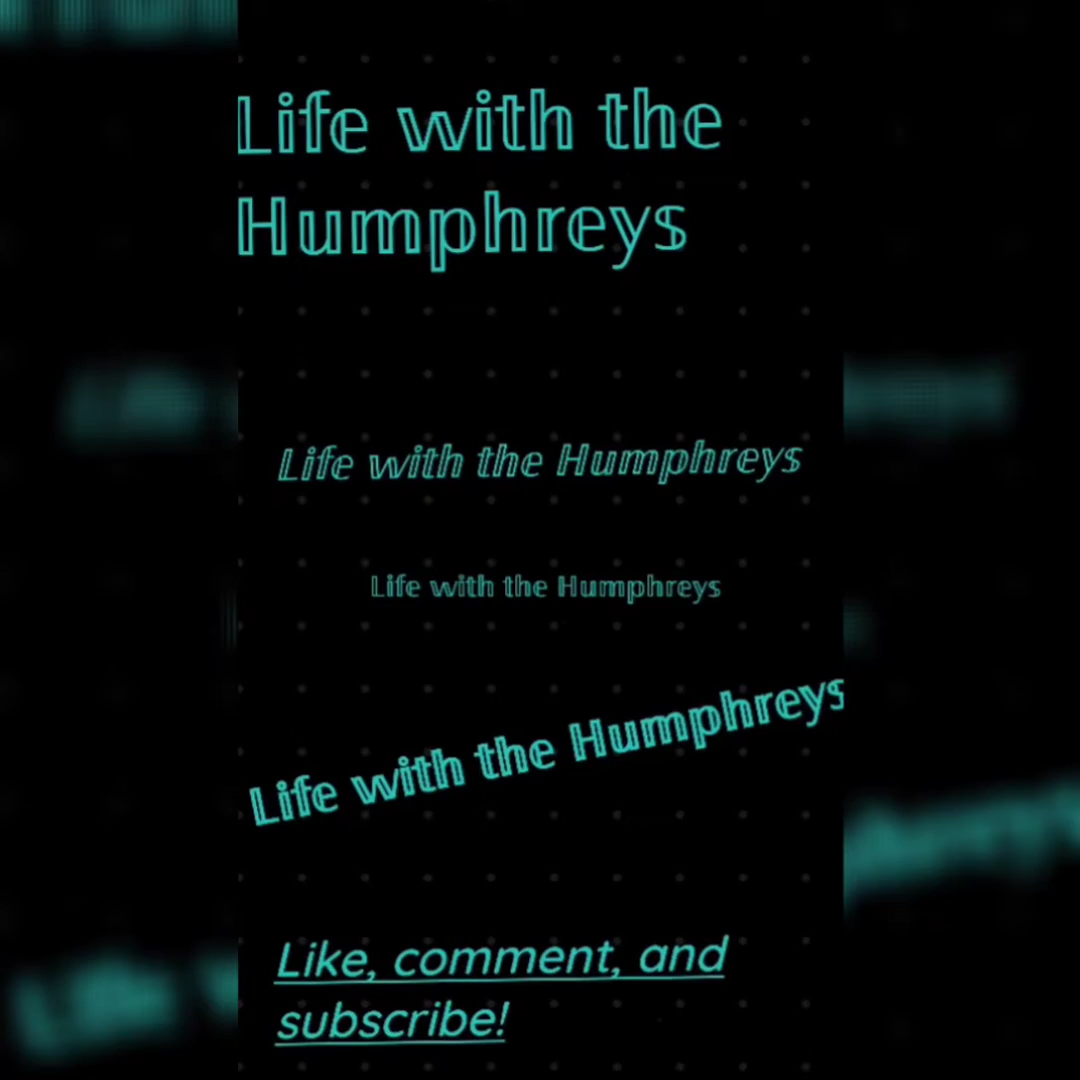 Life with the
Humphreys
Life with the Humphreys
Life with the Humphreys
Life with the Humphreys
Like, comment, and
subscribe!